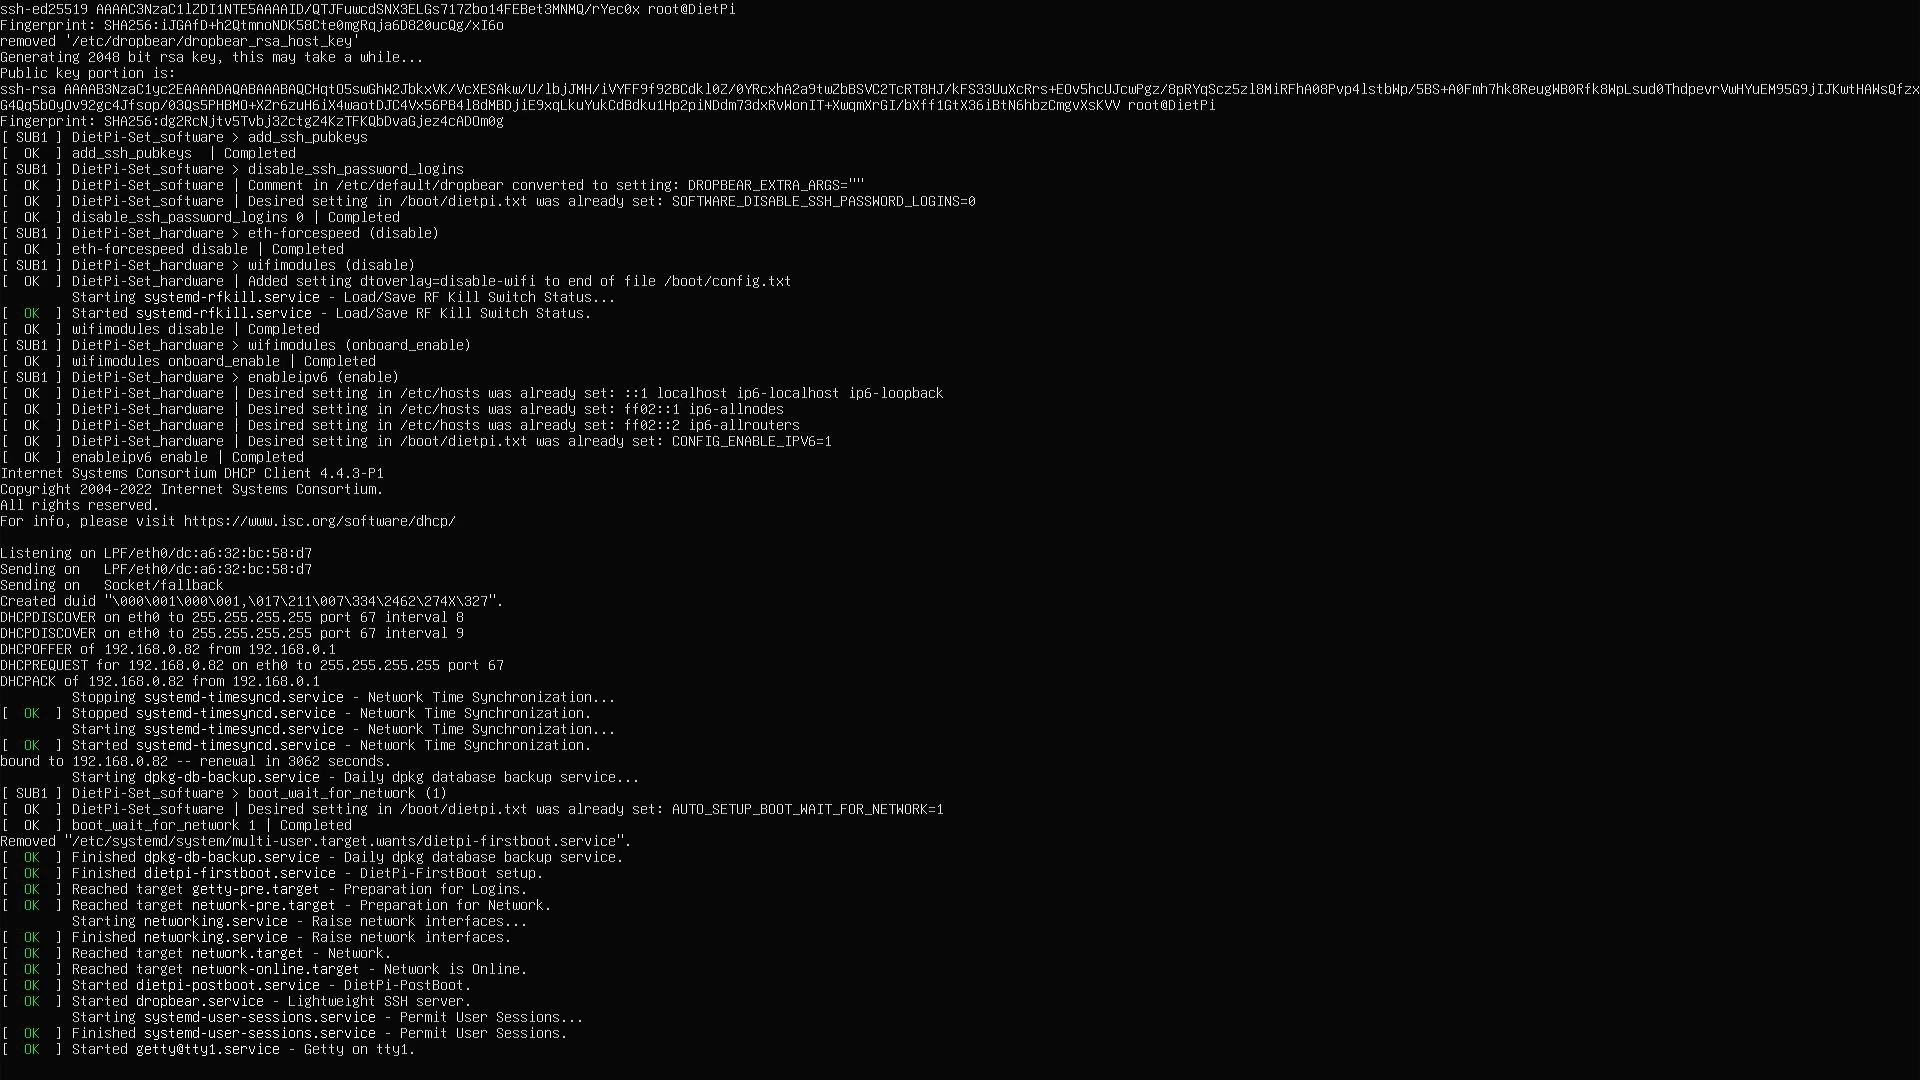 ssh-ed25519 AAAAC3NzaC1lZDI1NTE5AAAAID/QTJFuwcdSNX3ELGs717Zbo14FEBet3MNMQ/rYec0x root@DietPi
Fingerprint: SHA256:iJGAfD+h2QtmnoNDK58Cte0mgRqja6D820ucQg/xI6o
removed '/etc/dropbear/dropbear_rsa_host_key'
Generating 2048 bit rsa key, this may take a while...
Public key portion is:
ssh-rsa AAAAB3NzaC1yc2EAAAADAQABAAABAQCHqtO5swGhW2JbkxVK/VcXESAkw/U/lbjJMH/iVYFF9f92BCdkl0Z/0YRcxhA2a9twZbBSVC2TcRT8HJ/kFS33UuXcRrs+EOv5hcUJcwPgz/8pRYqScz5zl8MiRFhA08Pvp4lstbWp/5BS+A0Fmh7hk8ReugWB0Rfk8WpLsud0ThdpevrVwHYuEM95G9jIJKwtHAWsQfzx
G4Qq5bOyOv92gc4Jfsop/03Qs5PHBMO+XZr6zuH6iX4waotDJC4Vx56PB4l8dMBDjiE9xqLkuYukCdBdku1Hp2piNDdm73dxRvWonIT+XwqmXrGI/bXff1GtX36iBtN6hbzCmgvXsKVV root@DietPi
Fingerprint: SHA256:dg2RcNjtv5Tvbj3Zctg24KzTFKQbDvaGjez4cADOm0g
[ SUB1 ] DietPi-Set_software > add_ssh_pubkeys
[  OK  ] add_ssh_pubkeys  | Completed
[ SUB1 ] DietPi-Set_software > disable_ssh_password_logins
[  OK  ] DietPi-Set_software | Comment in /etc/default/dropbear converted to setting: DROPBEAR_EXTRA_ARGS=""
[  OK  ] DietPi-Set_software | Desired setting in /boot/dietpi.txt was already set: SOFTWARE_DISABLE_SSH_PASSWORD_LOGINS=0
[  OK  ] disable_ssh_password_logins 0 | Completed
[ SUB1 ] DietPi-Set_hardware > eth-forcespeed (disable)
[  OK  ] eth-forcespeed disable | Completed
[ SUB1 ] DietPi-Set_hardware > wifimodules (disable)
[  OK  ] DietPi-Set_hardware | Added setting dtoverlay=disable-wifi to end of file /boot/config.txt
Starting systemd-rfkill.service - Load/Save RF Kill Switch Status...
[  OK  ] Started systemd-rfkill.service - Load/Save RF Kill Switch Status.
[  OK  ] wifimodules disable | Completed
[ SUB1 ] DietPi-Set_hardware > wifimodules (onboard_enable)
[  OK  ] wifimodules onboard_enable | Completed
[ SUB1 ] DietPi-Set_hardware > enableipv6 (enable)
[  OK  ] DietPi-Set_hardware | Desired setting in /etc/hosts was already set: ::1 localhost ip6-localhost ip6-loopback
[  OK  ] DietPi-Set_hardware | Desired setting in /etc/hosts was already set: ff02::1 ip6-allnodes
[  OK  ] DietPi-Set_hardware | Desired setting in /etc/hosts was already set: ff02::2 ip6-allrouters
[  OK  ] DietPi-Set_hardware | Desired setting in /boot/dietpi.txt was already set: CONFIG_ENABLE_IPV6=1
[  OK  ] enableipv6 enable | Completed
Internet Systems Consortium DHCP Client 4.4.3-P1
Copyright 2004-2022 Internet Systems Consortium.
All rights reserved.
For info, please visit https://www.isc.org/software/dhcp/
Listening on LPF/eth0/dc:a6:32:bc:58:d7
Sending on   LPF/eth0/dc:a6:32:bc:58:d7
Sending on   Socket/fallback
Created duid "\000\001\000\001,\017\211\007\334\2462\274X\327".
DHCPDISCOVER on eth0 to 255.255.255.255 port 67 interval 8
DHCPDISCOVER on eth0 to 255.255.255.255 port 67 interval 9
DHCPOFFER of 192.168.0.82 from 192.168.0.1
DHCPREQUEST for 192.168.0.82 on eth0 to 255.255.255.255 port 67
DHCPACK of 192.168.0.82 from 192.168.0.1
Stopping systemd-timesyncd.service - Network Time Synchronization...
[  OK  ] Stopped systemd-timesyncd.service - Network Time Synchronization.
Starting systemd-timesyncd.service - Network Time Synchronization...
[  OK  ] Started systemd-timesyncd.service - Network Time Synchronization.
bound to 192.168.0.82 -- renewal in 3062 seconds.
Starting dpkg-db-backup.service - Daily dpkg database backup service...
[ SUB1 ] DietPi-Set_software > boot_wait_for_network (1)
[  OK  ] DietPi-Set_software | Desired setting in /boot/dietpi.txt was already set: AUTO_SETUP_BOOT_WAIT_FOR_NETWORK=1
[  OK  ] boot_wait_for_network 1 | Completed
Removed "/etc/systemd/system/multi-user.target.wants/dietpi-firstboot.service".
[  OK  ] Finished dpkg-db-backup.service - Daily dpkg database backup service.
[  OK  ] Finished dietpi-firstboot.service - DietPi-FirstBoot setup.
[  OK  ] Reached target getty-pre.target - Preparation for Logins.
[  OK  ] Reached target network-pre.target - Preparation for Network.
Starting networking.service - Raise network interfaces...
[  OK  ] Finished networking.service - Raise network interfaces.
[  OK  ] Reached target network.target - Network.
[  OK  ] Reached target network-online.target - Network is Online.
[  OK  ] Started dietpi-postboot.service - DietPi-PostBoot.
[  OK  ] Started dropbear.service - Lightweight SSH server.
Starting systemd-user-sessions.service - Permit User Sessions...
[  OK  ] Finished systemd-user-sessions.service - Permit User Sessions.
[  OK  ] Started getty@tty1.service - Getty on tty1.